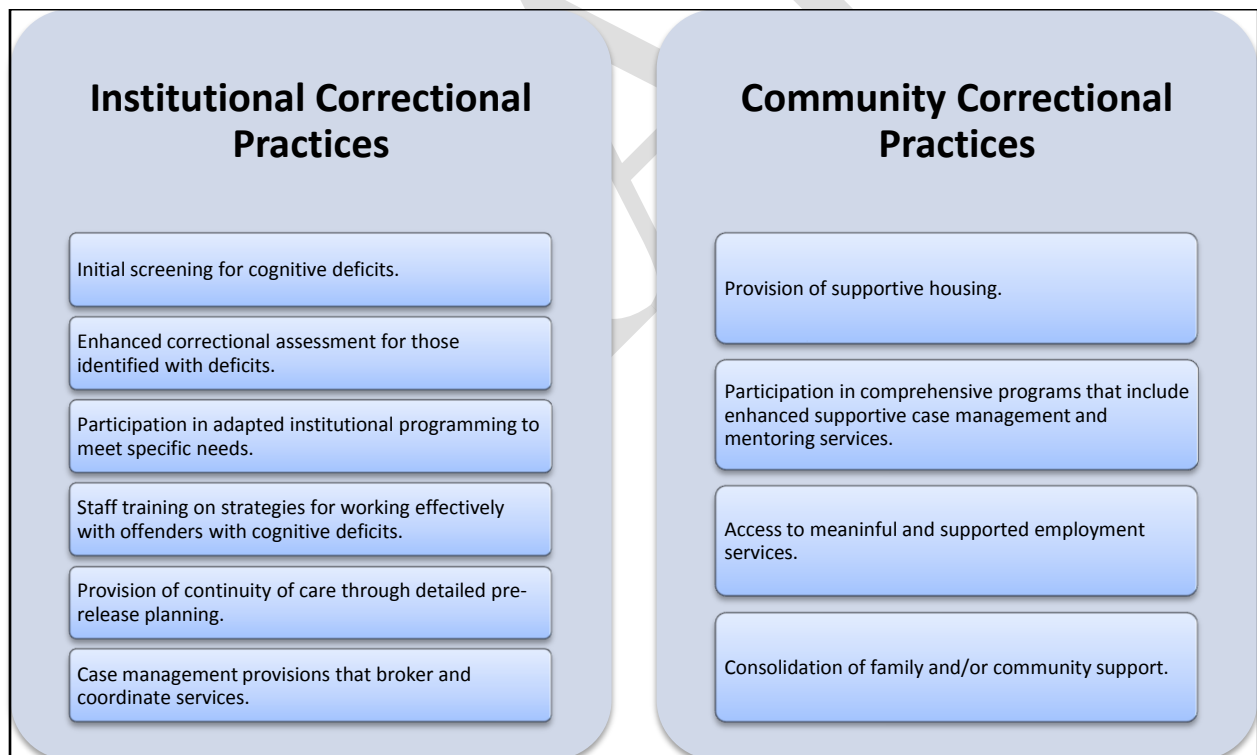 Institutional Correctional
Practices
Initial screening for cognitive deficits.
Enhanced correctional assessment for those
identified with deficits.
Participation in adapted institutional programming to
meet specific needs.
Staff training on strategies for working effectively
with offenders with cognitive deficits.
Provision of continuity of care through detailed pre-
release planning.
Case management provisions that broker and
coordinate services.
Community Correctional
Practices
Provision of supportive housing.
Participation in comprehensive programs that include
enhanced supportive case management and
mentoring services.
Access to meaninful and supported employment
services.
Consolidation of family and/or community support.